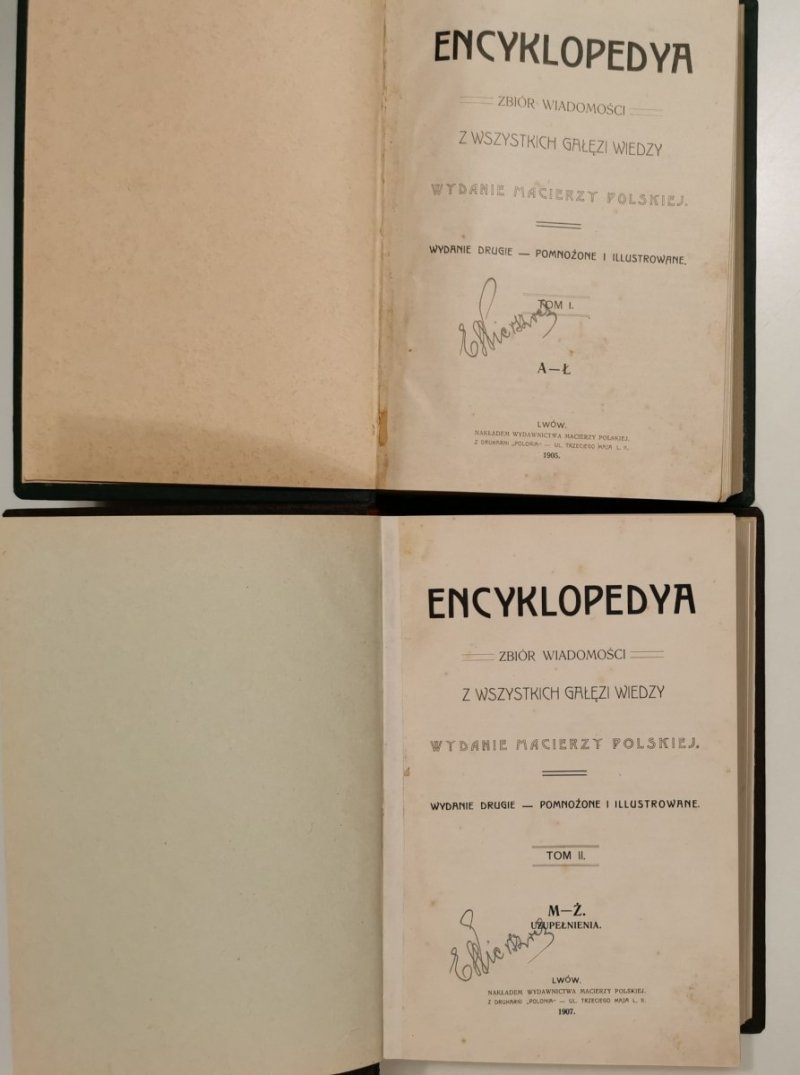 ENCYKLOPEDYA
ZBIÓR WIADOMOŚCI
Z WSZYSTKICH GAŁĘZI WIEDZY
WYDANIE MACIERZY POLSKIEJ.
WYDANIE DRUGIE — POMNOŻONE I ILLUSTROWANE.
TOM I.
A—Ł
LWÓW.
NAKŁADEM WYDAWNICTWA MACIERZY POLSKIEJ.
Z DRUKARNI „POLONIA" — UL. TRZECIEGO MAJA L.
1905.
ENCYKLOPEDYA
ZBIÓR WIADOMOŚCI
Z WSZYSTKICH GAŁĘZI WIEDZY
WYDANIE MACIERZY POLSKIEJ.
WYDANIE DRUGIE — POMNOŻONE I ILLUSTROWANE.
TOM II.
M—Ż.
UZUPEŁNIENIA.
LWÓW.
NAKŁADEM WYDAWNICTWA MACIERZY POLSKIEJ.
Z DRUKARNI „POLONIA" — UL. TRZECIEGO MAJA L.
1907.